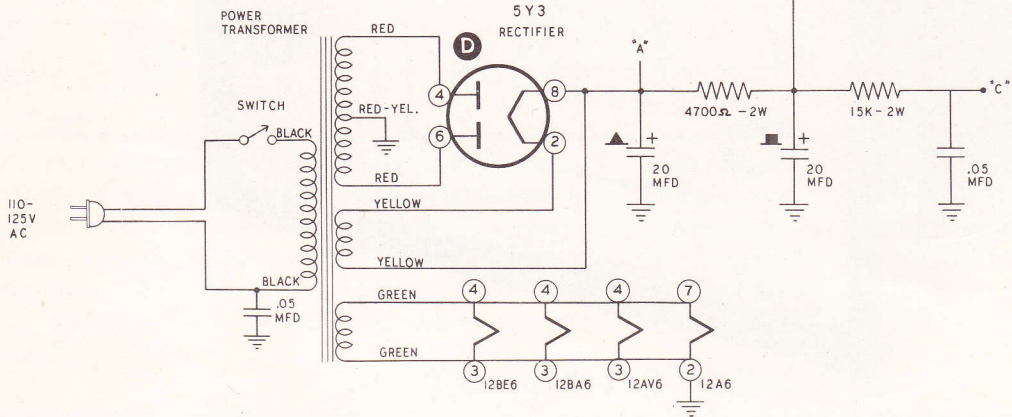 POWER
TRANSFORMER
5Y3
RECTIFIER
RED
D
"A"
"C"
4
8
4700Ω -2W
15K-2W
SWITCH
RED-YEL.
BLACK
6
2
+
+
20
MFD
20
MFD
.05
MFD
RED
110-
125V
AC
YELLOW
YELLOW
BLACK
GREEN
4
4
4
7
.05
MFD
GREEN
3
12BE6
3
12BA6
3
12AV6
2
12A6